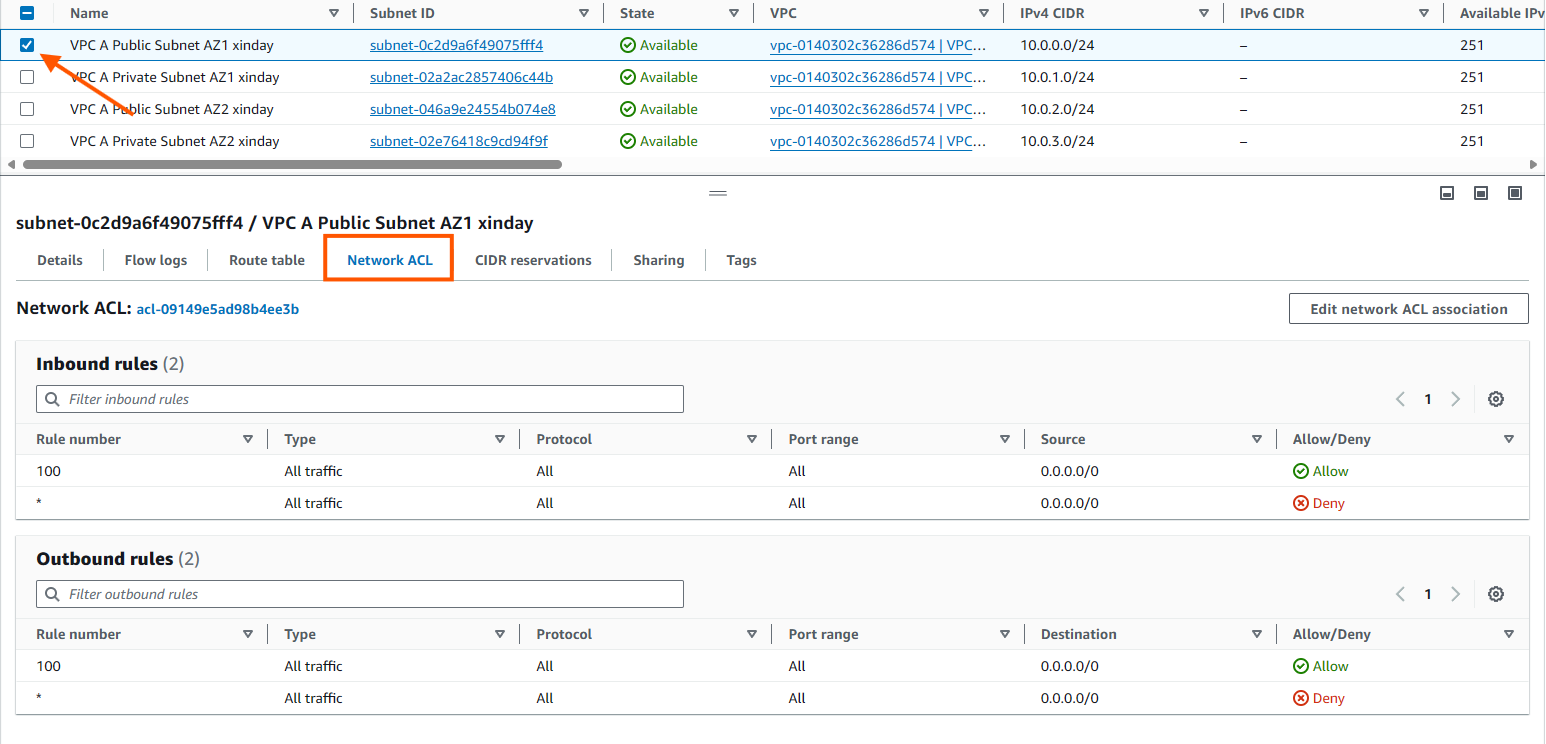 Name Subnet ID State VPC IPv4 CIDR IPv6 CIDR Available IPv
VPC A Public Subnet AZ1 xinday subnet-0c2d9a6f49075fff4 Available vpc-0140302c36286d574 | VPC… 10.0.0.0/24 – 251
VPC A Private Subnet AZ1 xinday subnet-02a2ac2857406c44b Available vpc-0140302c36286d574 | VPC… 10.0.1.0/24 – 251
VPC A Public Subnet AZ2 xinday subnet-046a9e24554b074e8 Available vpc-0140302c36286d574 | VPC… 10.0.2.0/24 – 251
VPC A Private Subnet AZ2 xinday subnet-02e76418c9cd94f9f Available vpc-0140302c36286d574 | VPC… 10.0.3.0/24 – 251
subnet-0c2d9a6f49075fff4 / VPC A Public Subnet AZ1 xinday
Details Flow logs Route table Network ACL CIDR reservations Sharing Tags
Network ACL: acl-09149e5ad98b4ee3b Edit network ACL association
Inbound rules (2)
Filter inbound rules 1
Rule number Type Protocol Port range Source Allow/Deny
100 All traffic All All 0.0.0.0/0 Allow
* All traffic All All 0.0.0.0/0 Deny
Outbound rules (2)
Filter outbound rules 1
Rule number Type Protocol Port range Destination Allow/Deny
100 All traffic All All 0.0.0.0/0 Allow
* All traffic All All 0.0.0.0/0 Deny